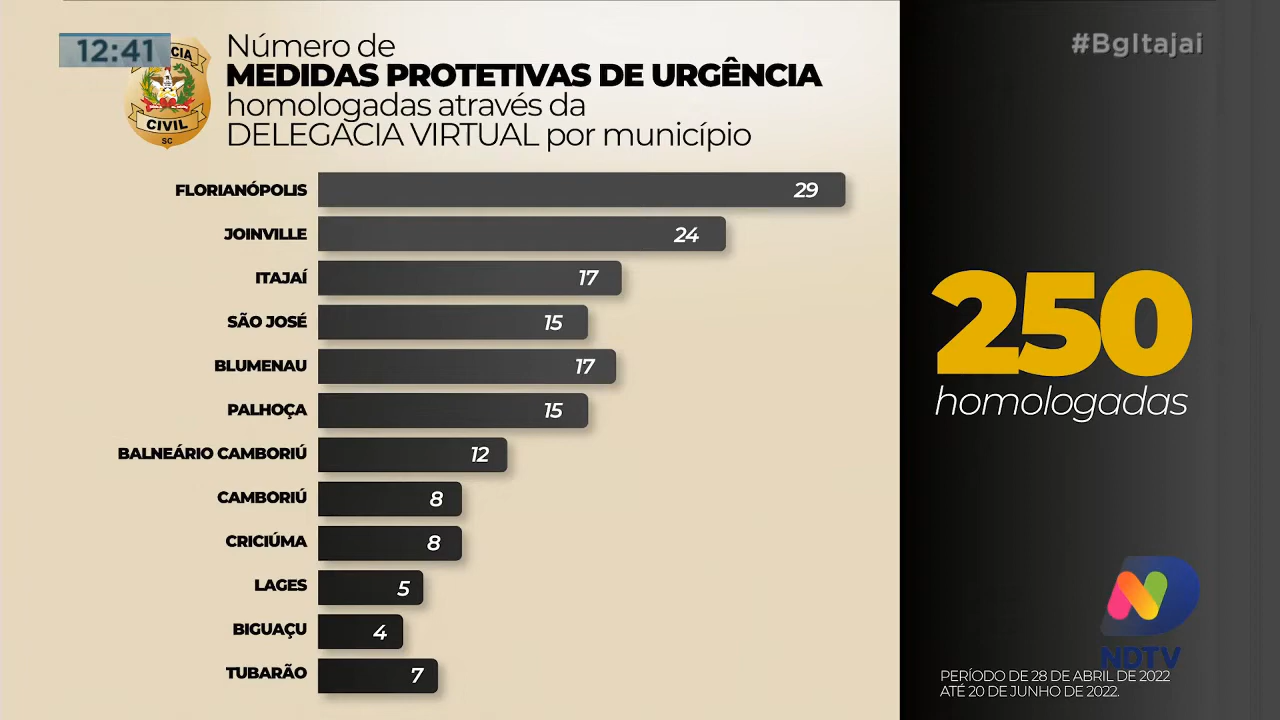 12:41
#BgItajai
CIA
CIVIL
SC
Número de
MEDIDAS PROTETIVAS DE URGÊNCIA
homologadas através da
DELEGACIA VIRTUAL por município
FLORIANÓPOLIS 29
JOINVILLE 24
ITAJAÍ 17
SÃO JOSÉ 15
BLUMENAU 17
PALHOÇA 15
BALNEÁRIO CAMBORIÚ 12
CAMBORIÚ 8
CRICIÚMA 8
LAGES 5
BIGUAÇU 4
TUBARÃO 7
250
homologadas
NDTV
PERÍODO DE 28 DE ABRIL DE 2022
ATÉ 20 DE JUNHO DE 2022.